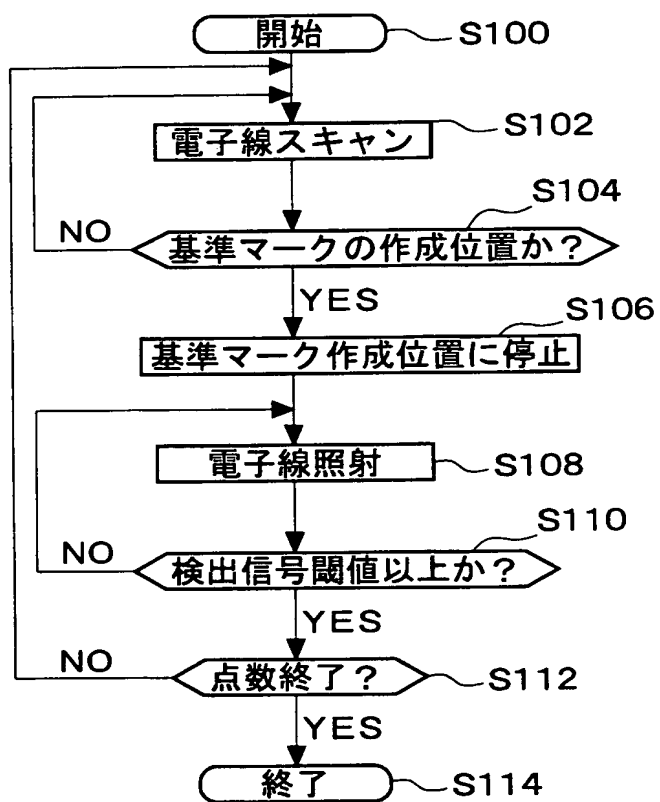 開始 S100
電子線スキャン S102
基準マークの作成位置か? S104
NO
YES
基準マーク作成位置に停止 S106
電子線照射 S108
検出信号閾値以上か? S110
NO
YES
点数終了? S112
NO
YES
終了 S114